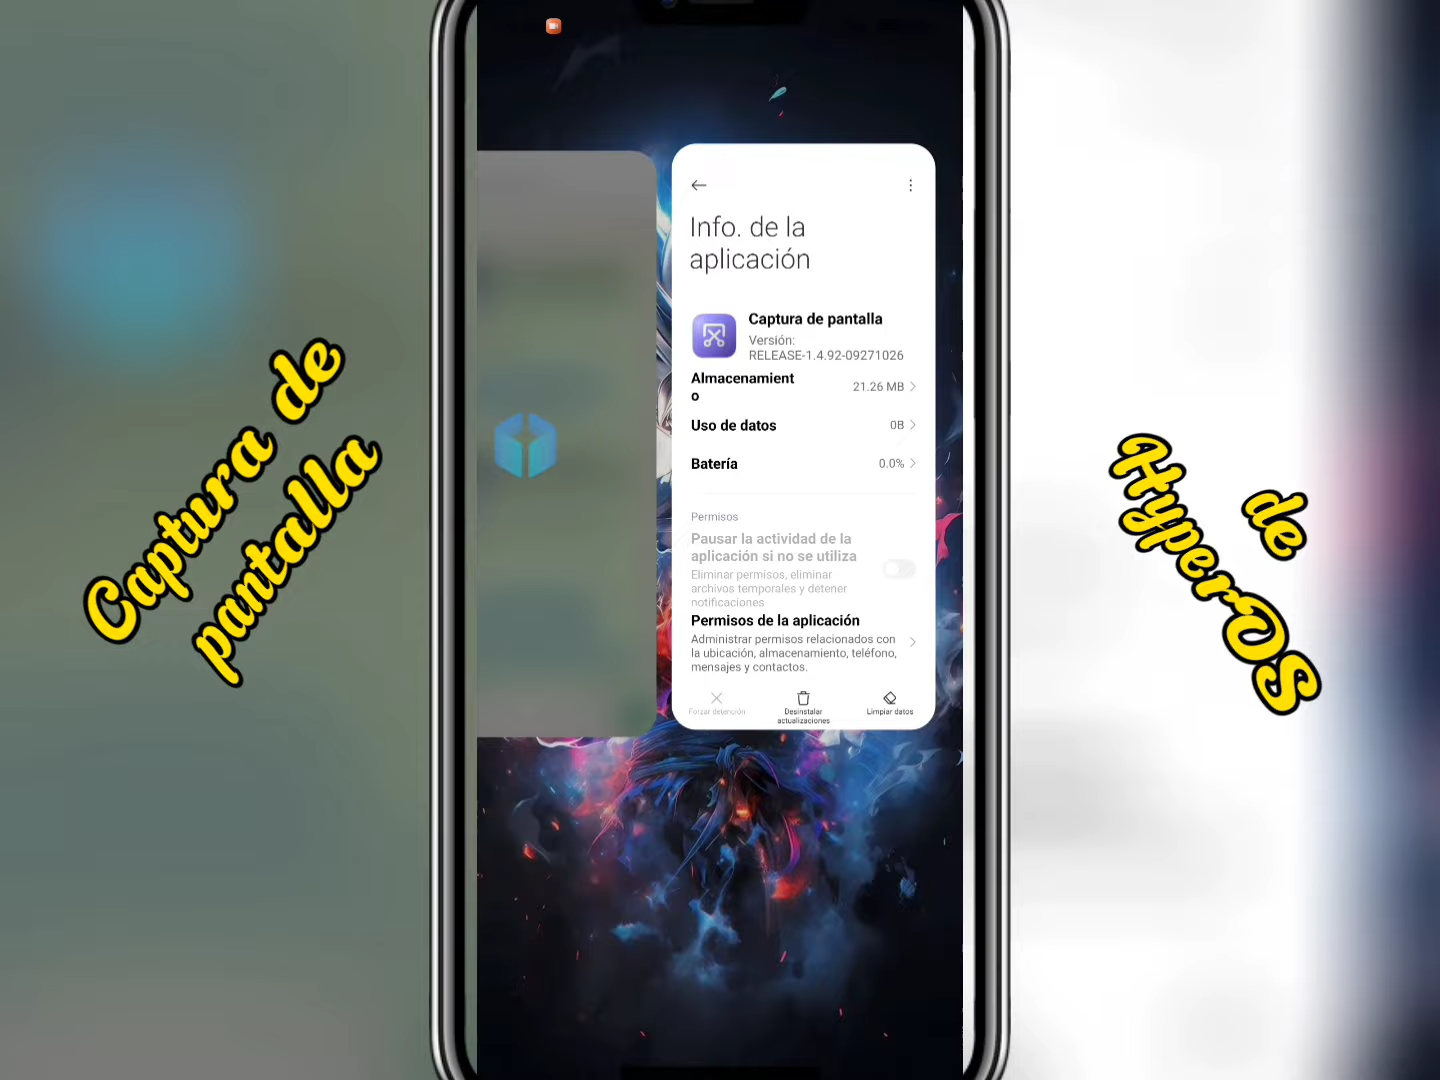 Captura de
pantalla
Info. de la
aplicación
Captura de pantalla
Versión:
RELEASE-1.4.92-09271026
Almacenamient
o
21.26 MB
Uso de datos
0B
Batería
0.0%
Permisos
Pausar la actividad de la
aplicación si no se utiliza
Eliminar permisos, eliminar
archivos temporales y detener
notificaciones
Permisos de la aplicación
Administrar permisos relacionados con
la ubicación, almacenamiento, teléfono,
mensajes y contactos.
Forzar detención
Desinstalar
actualizaciones
Limpiar datos
de
HyperOS